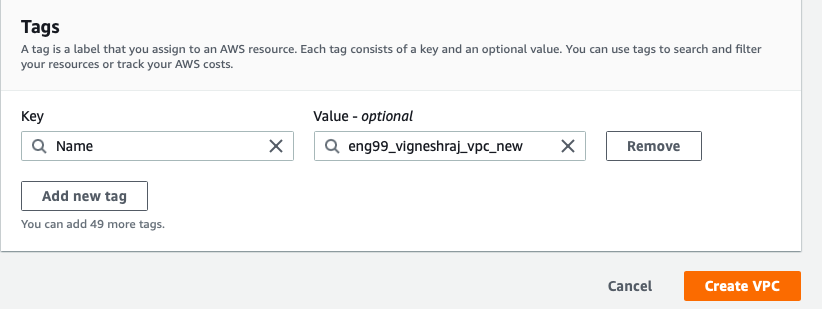 Tags
A tag is a label that you assign to an AWS resource. Each tag consists of a key and an optional value. You can use tags to search and filter
your resources or track your AWS costs.
Key
Value - optional
Name
eng99_vigneshraj_vpc_new
Remove
Add new tag
You can add 49 more tags.
Cancel
Create VPC